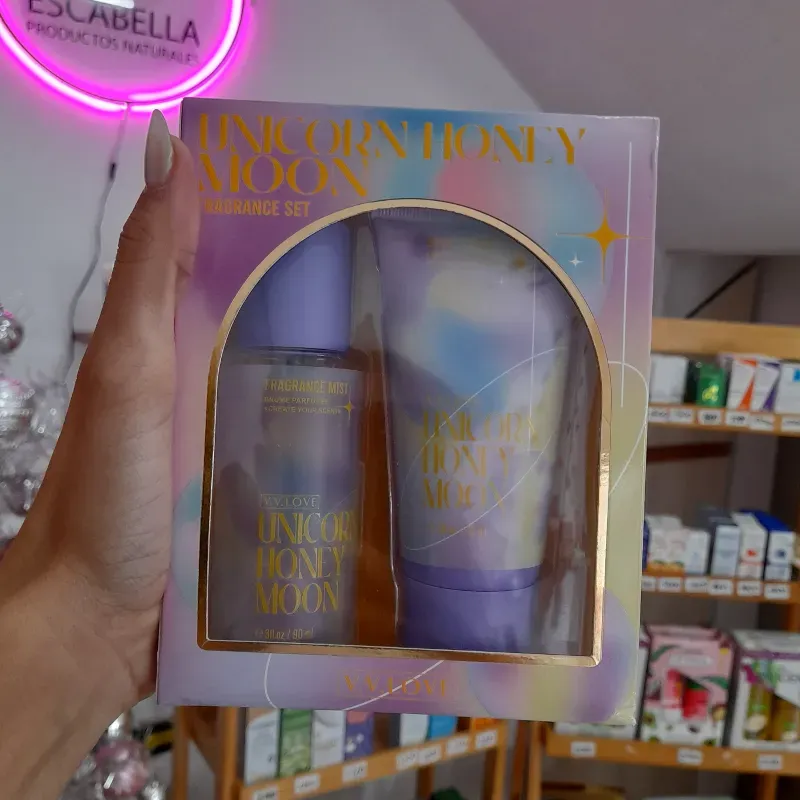 ESCABELLA
PRODUCTOS NATURALES
UNICORN HONEY
MOON
FRAGRANCE SET
FRAGRANCE MIST
V.V.LOVE
UNICORN
HONEY
MOON
UNICORN
HONEY
MOON
V.V.LOVE